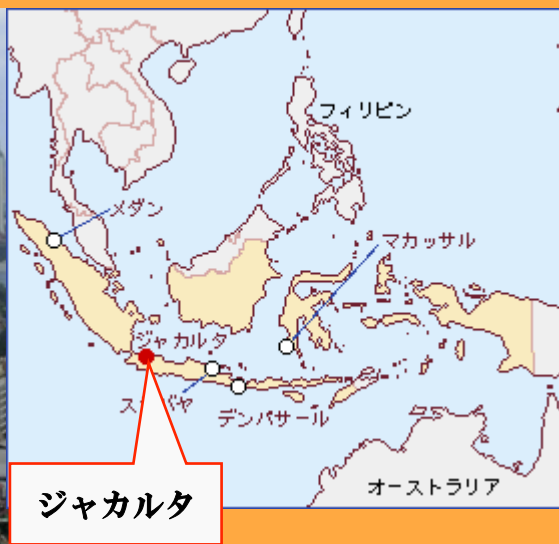 フィリピン
メダン
マカッサル
ジャカルタ
デンパサール
オーストラリア
ジャカルタ